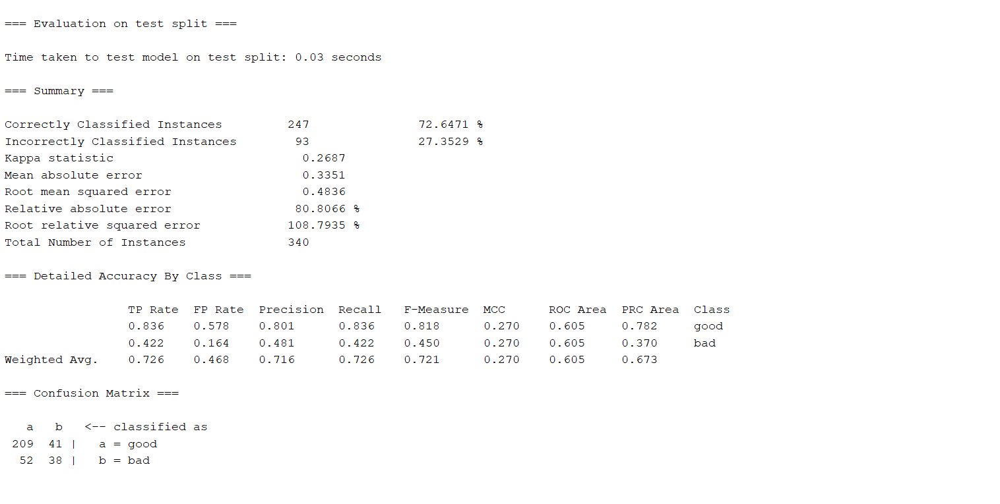 === Evaluation on test split ===
Time taken to test model on test split: 0.03 seconds
=== Summary ===
Correctly Classified Instances 247 72.6471 %
Incorrectly Classified Instances 93 27.3529 %
Kappa statistic 0.2687
Mean absolute error 0.3351
Root mean squared error 0.4836
Relative absolute error 80.8066 %
Root relative squared error 108.7935 %
Total Number of Instances 340
=== Detailed Accuracy By Class ===
TP Rate FP Rate Precision Recall F-Measure MCC ROC Area PRC Area Class
0.836 0.578 0.801 0.836 0.818 0.270 0.605 0.782 good
0.422 0.164 0.481 0.422 0.450 0.270 0.605 0.370 bad
Weighted Avg. 0.726 0.468 0.716 0.726 0.721 0.270 0.605 0.673
=== Confusion Matrix ===
a b <-- classified as
209 41 | a = good
52 38 | b = bad